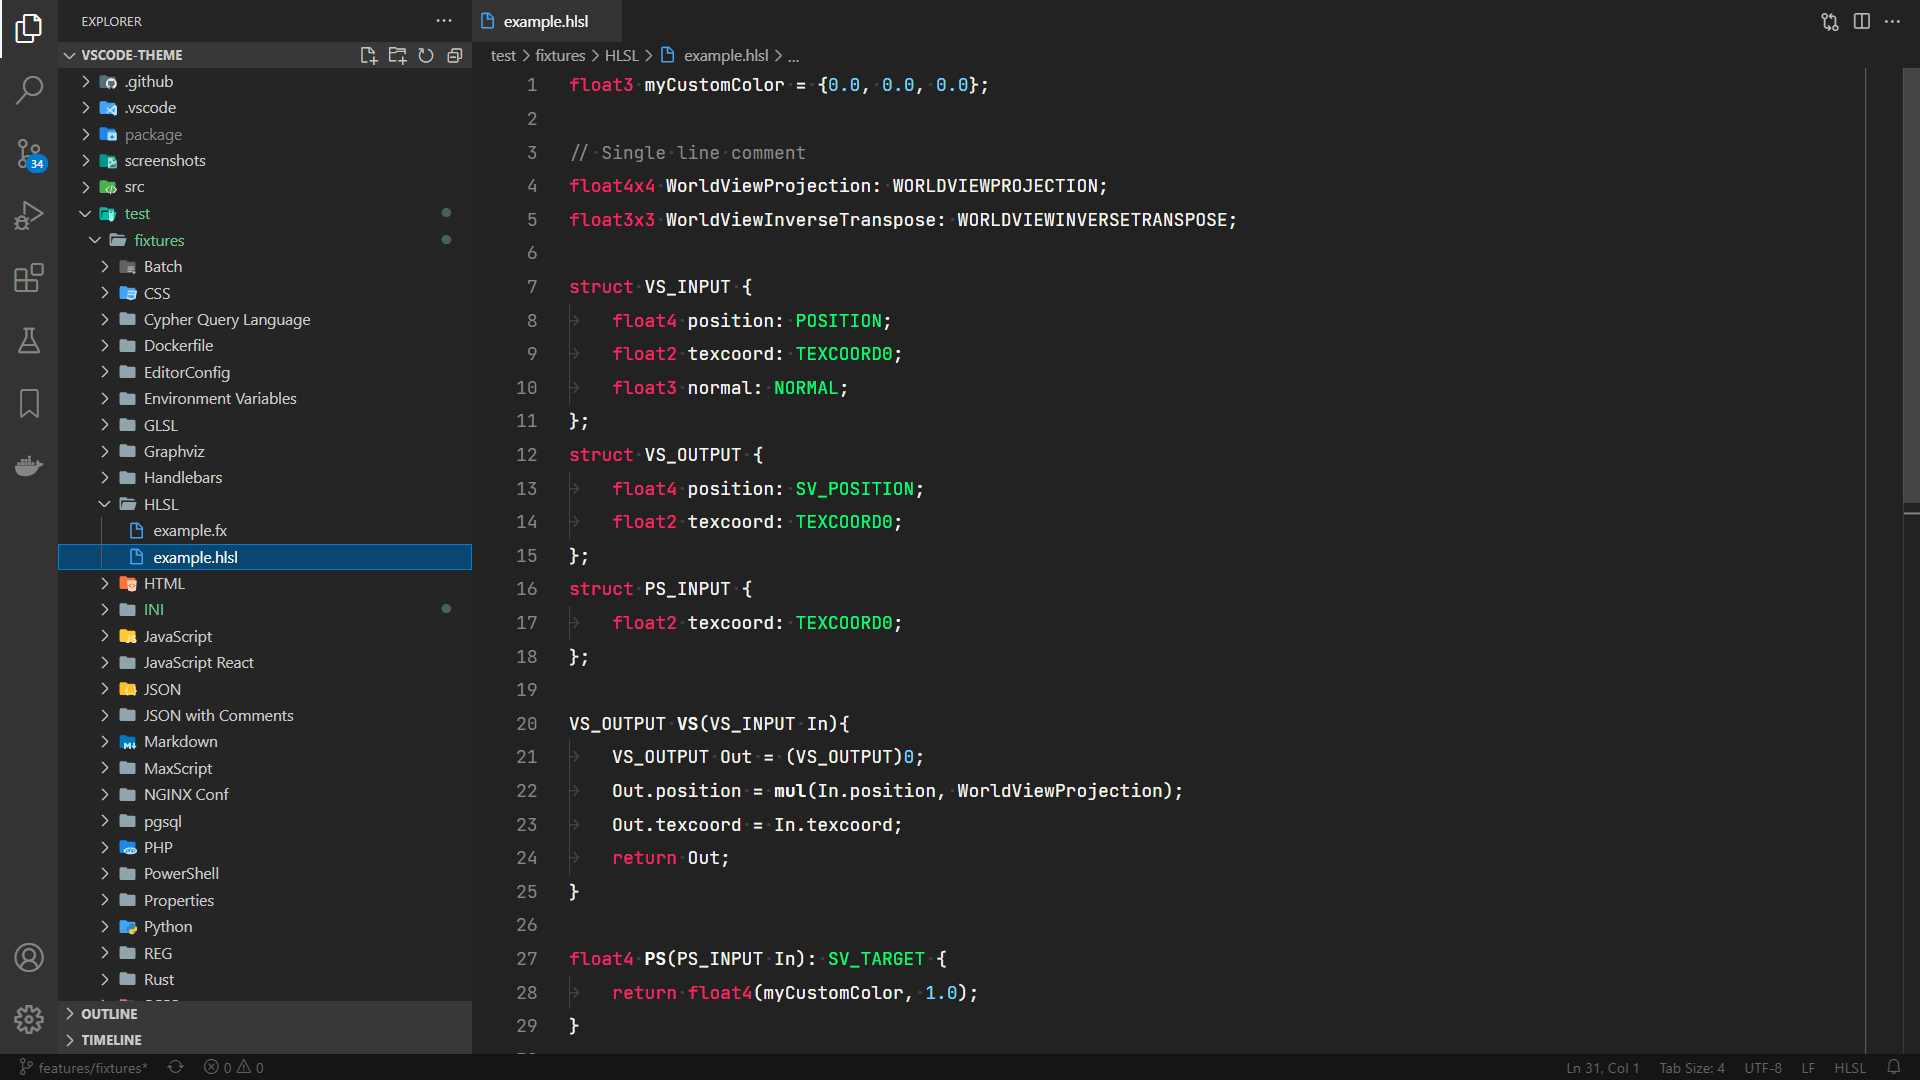 EXPLORER
VSCODE-THEME
.github
.vscode
package
screenshots
src
test
fixtures
Batch
CSS
Cypher Query Language
Dockerfile
EditorConfig
Environment Variables
GLSL
Graphviz
Handlebars
HLSL
example.fx
example.hlsl
HTML
INI
JavaScript
JavaScript React
JSON
JSON with Comments
Markdown
MaxScript
NGINX Conf
pgsql
PHP
PowerShell
Properties
Python
REG
Rust
OUTLINE
TIMELINE
34
example.hlsl
test > fixtures > HLSL > example.hlsl > ...
1 float3 myCustomColor = {0.0, 0.0, 0.0};
2
3 // Single line comment
4 float4x4 WorldViewProjection: WORLDVIEWPROJECTION;
5 float3x3 WorldViewInverseTranspose: WORLDVIEWINVERSETRANSPOSE;
6
7 struct VS_INPUT {
8 float4 position: POSITION;
9 float2 texcoord: TEXCOORD0;
10 float3 normal: NORMAL;
11 };
12 struct VS_OUTPUT {
13 float4 position: SV_POSITION;
14 float2 texcoord: TEXCOORD0;
15 };
16 struct PS_INPUT {
17 float2 texcoord: TEXCOORD0;
18 };
19
20 VS_OUTPUT VS(VS_INPUT In){
21 VS_OUTPUT Out = (VS_OUTPUT)0;
22 Out.position = mul(In.position, WorldViewProjection);
23 Out.texcoord = In.texcoord;
24 return Out;
25 }
26
27 float4 PS(PS_INPUT In): SV_TARGET {
28 return float4(myCustomColor, 1.0);
29 }
features/fixtures* 0 0 Ln 31, Col 1 Tab Size: 4 UTF-8 LF HLSL